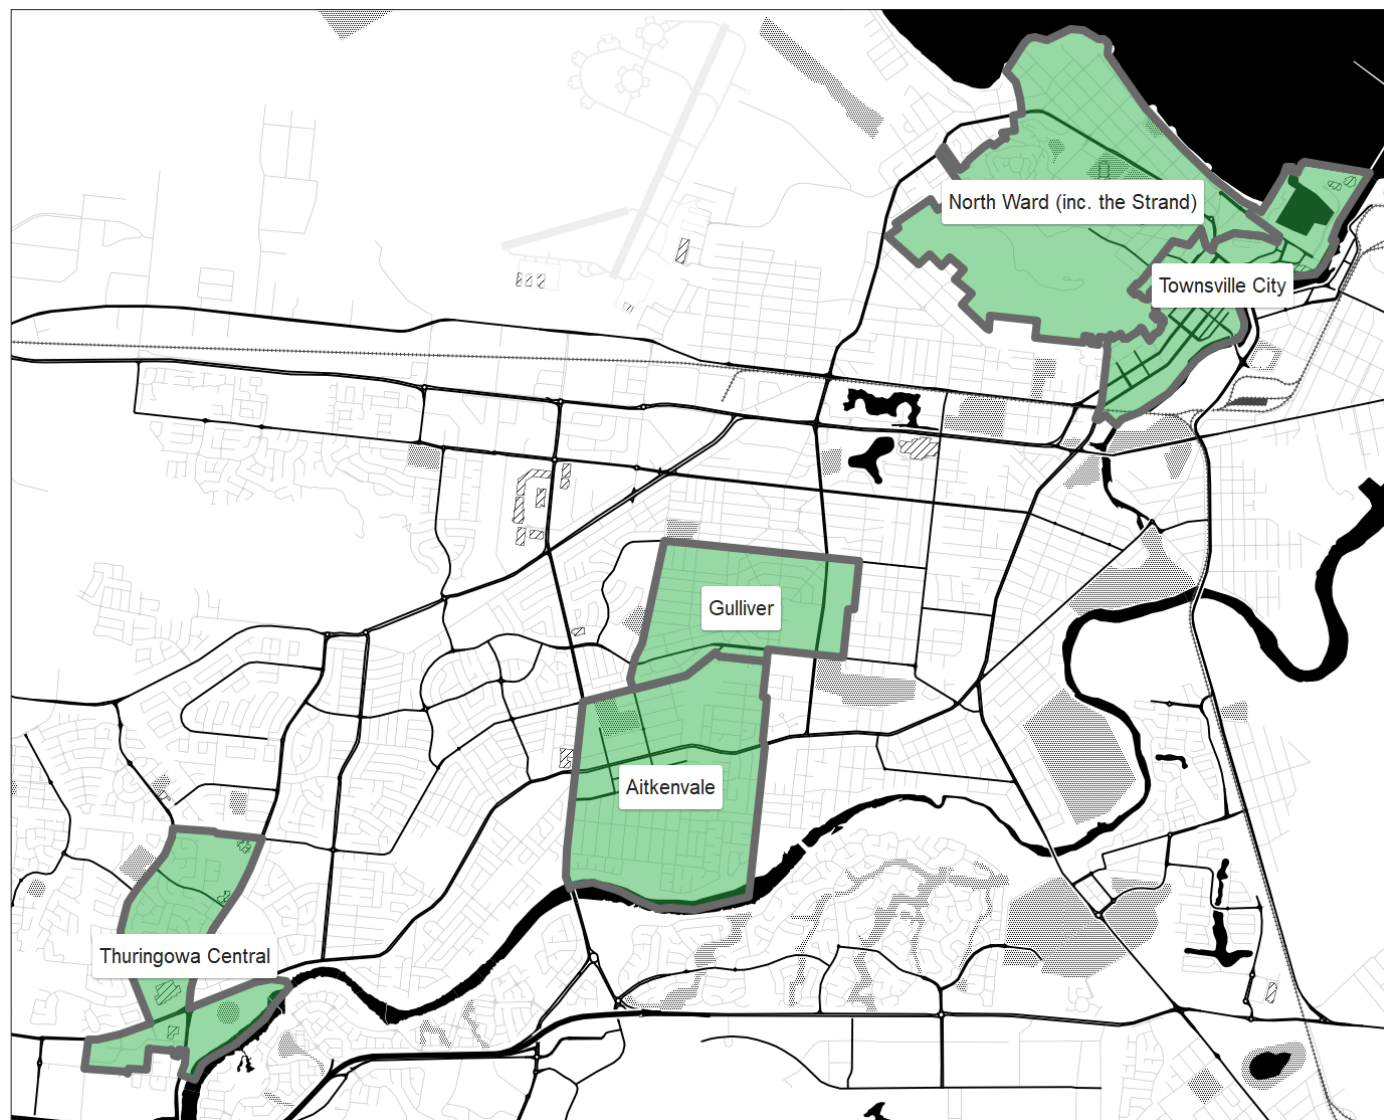 North Ward (inc. the Strand)
Townsville City
Gulliver
Aitkenvale
Thuringowa Central